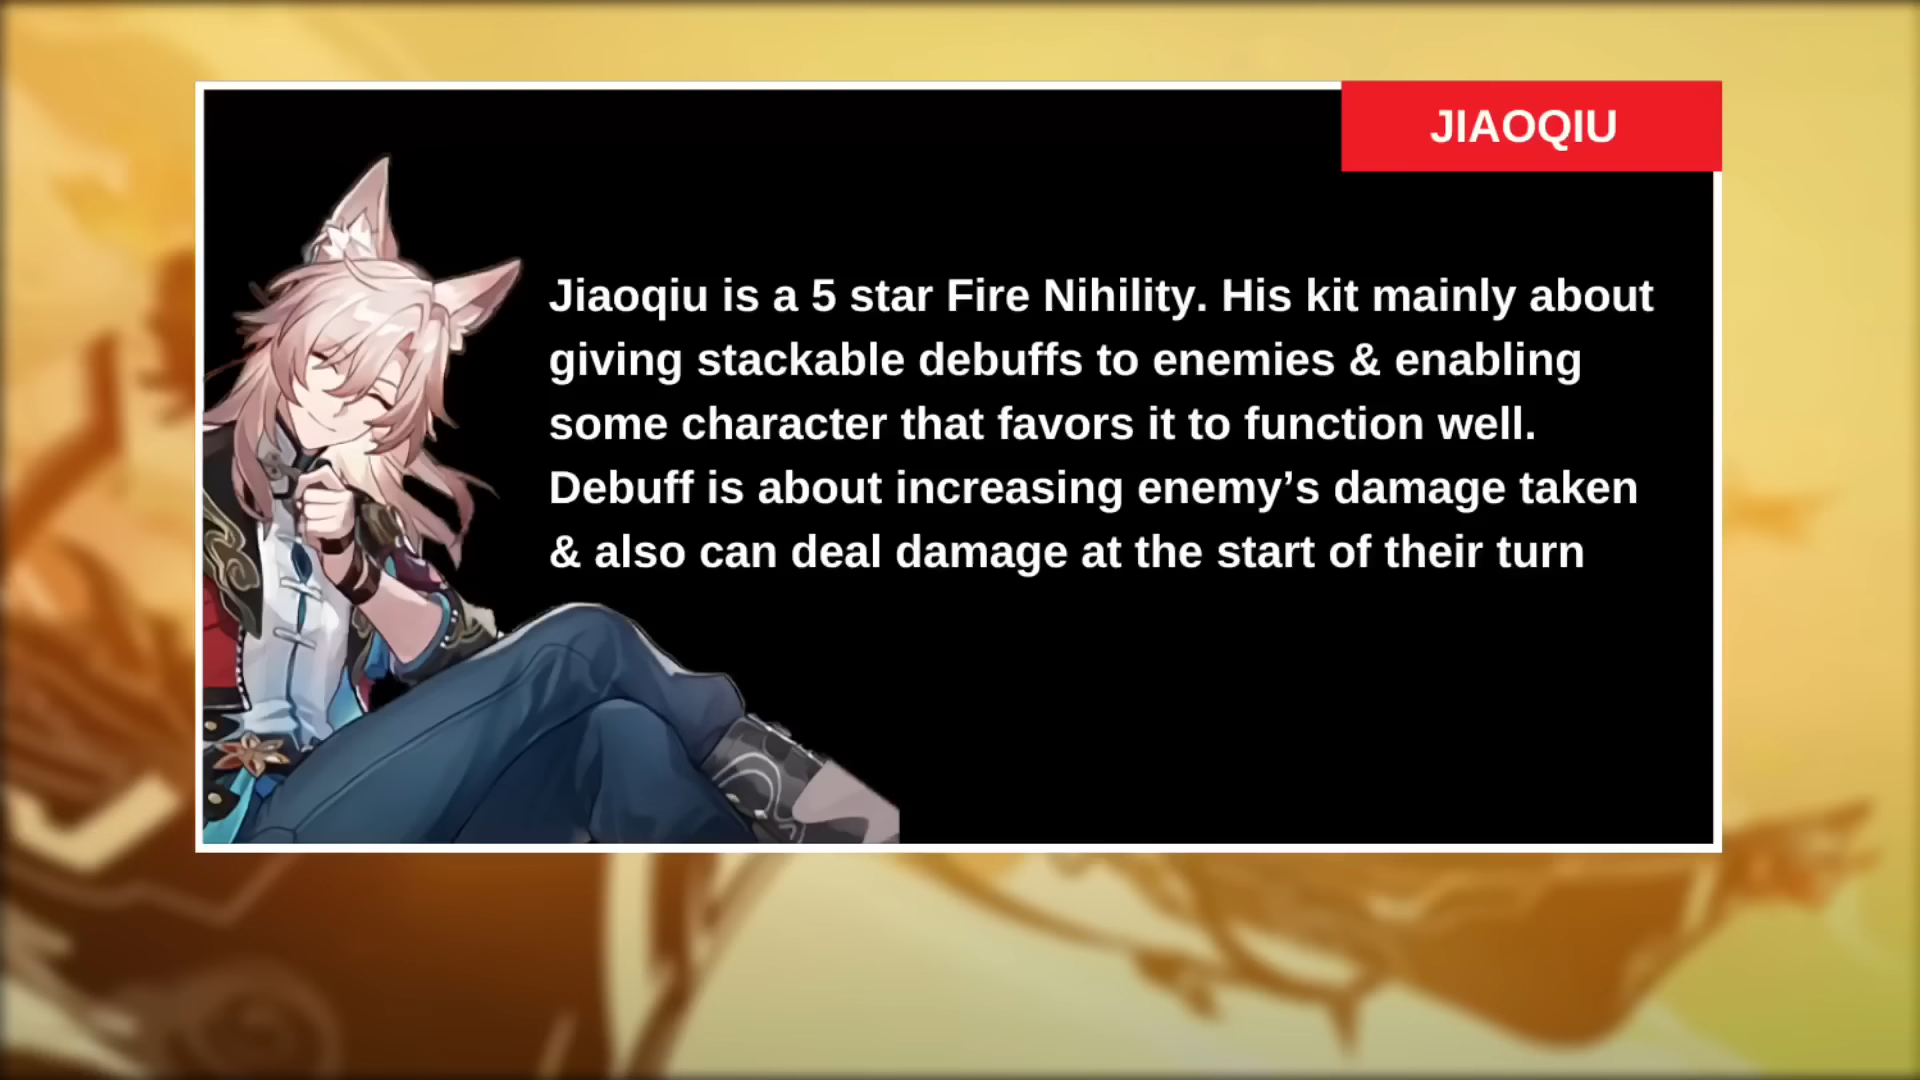 JIAOQIU
Jiaoqiu is a 5 star Fire Nihility. His kit mainly about
giving stackable debuffs to enemies & enabling
some character that favors it to function well.
Debuff is about increasing enemy’s damage taken
& also can deal damage at the start of their turn